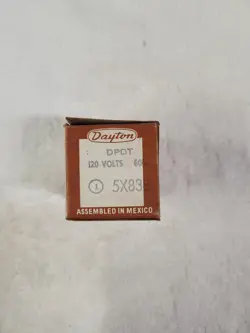 Dayton
DPDT
120 VOLTS
5X83
ASSEMBLED IN MEXICO